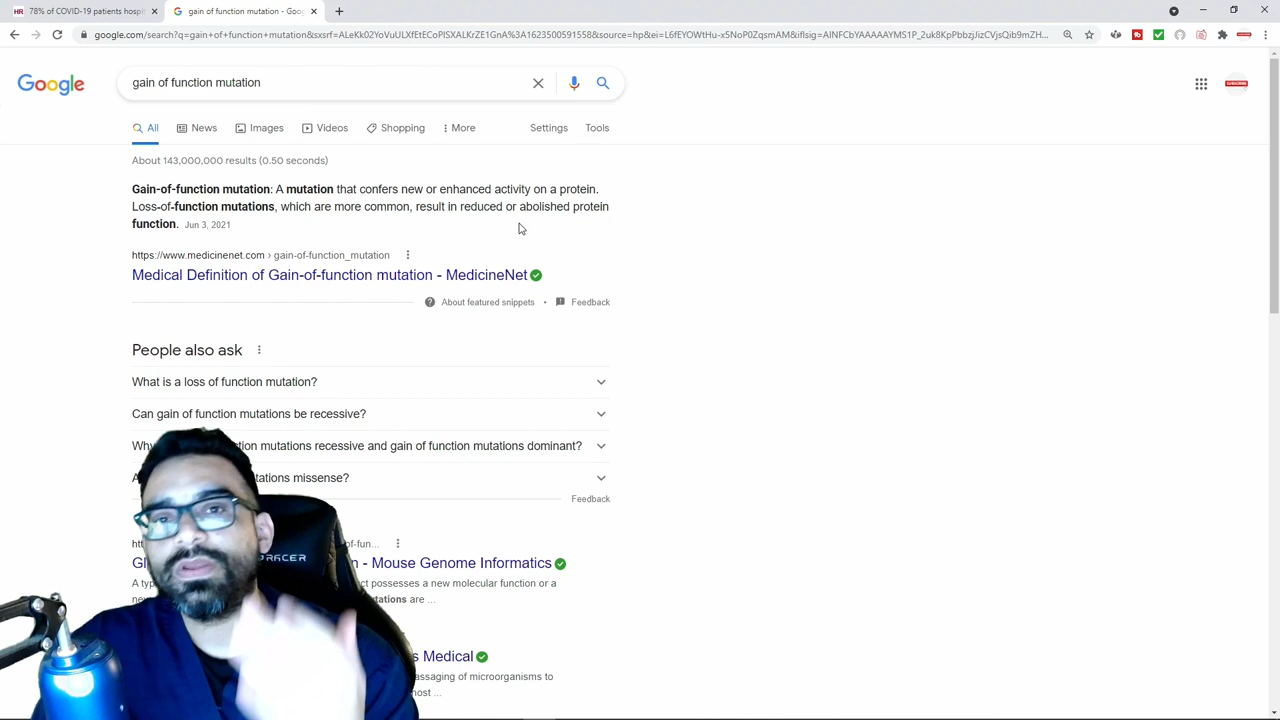 78% of COVID-19 patients hospi
gain of function mutation - Goog
google.com/search?q=gain+of+function+mutation&sxsrf=
Google
gain of function mutation
All News Images Videos Shopping More Settings Tools
About 143,000,000 results (0.50 seconds)
Gain-of-function mutation: A mutation that confers new or enhanced activity on a protein.
Loss-of-function mutations, which are more common, result in reduced or abolished protein
function. Jun 3, 2021
https://www.medicinenet.com › gain-of-function_mutation
Medical Definition of Gain-of-function mutation - MedicineNet
About featured snippets • Feedback
People also ask
What is a loss of function mutation?
Can gain of function mutations be recessive?
Why mutations recessive and gain of function mutations dominant?
missense?
Feedback
of-fun...
- Mouse Genome Informatics
A possesses a new molecular function or a
are ...
Medical
of microorganisms to
...